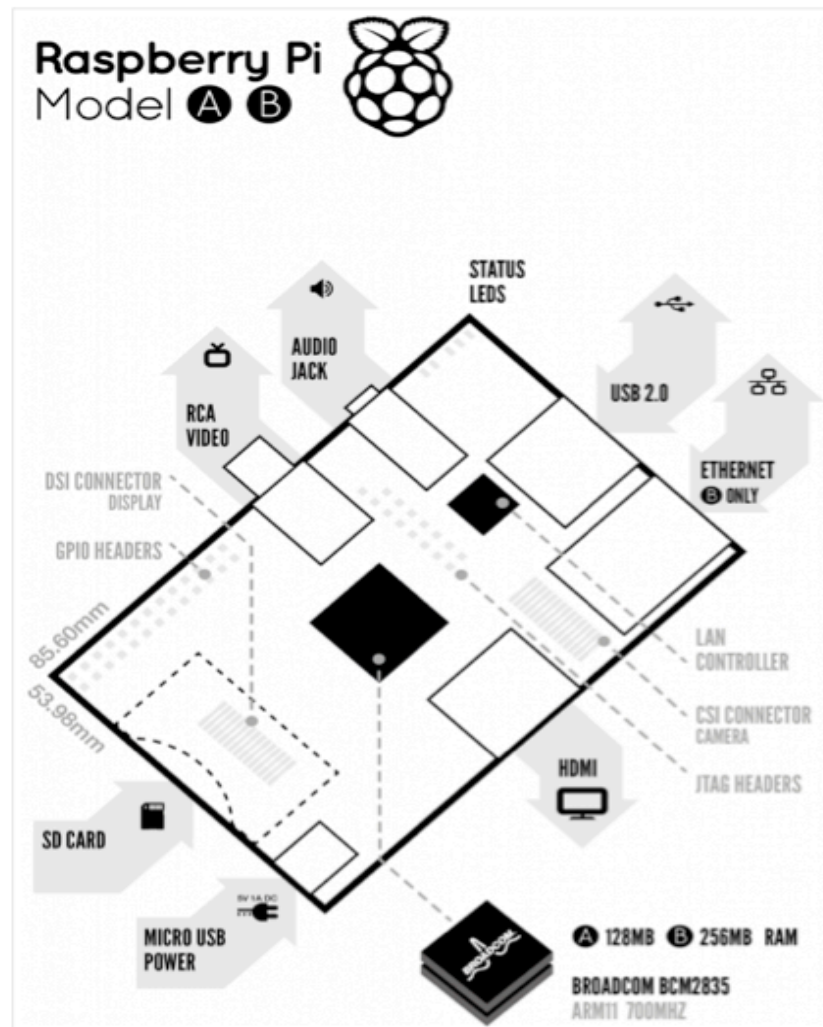 Raspberry Pi
Model A B
STATUS
LEDS
AUDIO
JACK
USB 2.0
RCA
VIDEO
ETHERNET
B ONLY
DSI CONNECTOR
DISPLAY
GPIO HEADERS
85.60mm
53.98mm
LAN
CONTROLLER
CSI CONNECTOR
CAMERA
JTAG HEADERS
HDMI
SD CARD
5V 1A DC
MICRO USB
POWER
BROADCOM
A 128MB B 256MB RAM
BROADCOM BCM2835
ARM11 700MHZ